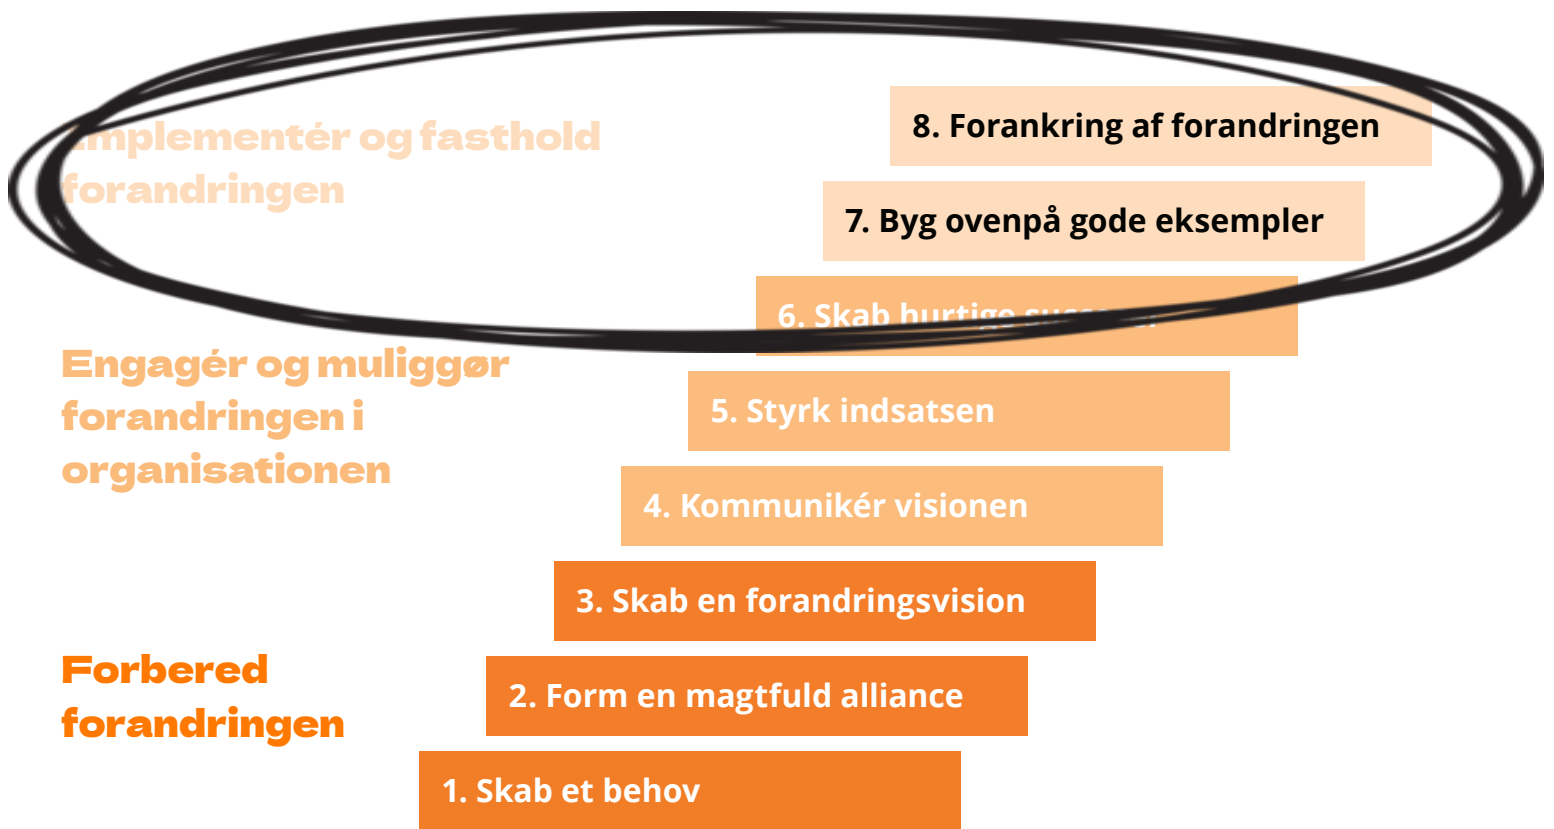 Implementér og fasthold
forandringen
8. Forankring af forandringen
7. Byg ovenpå gode eksempler
6. Skab hurtige
Engagér og muliggør
forandringen i
organisationen
5. Styrk indsatsen
4. Kommunikér visionen
3. Skab en forandringsvision
Forbered
forandringen
2. Form en magtfuld alliance
1. Skab et behov